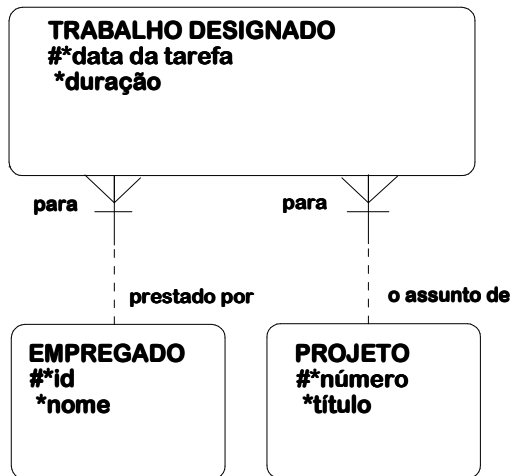 TRABALHO DESIGNADO
#*data da tarefa
*duração
para
para
prestado por
o assunto de
EMPREGADO
#*id
*nome
PROJETO
#*número
*título